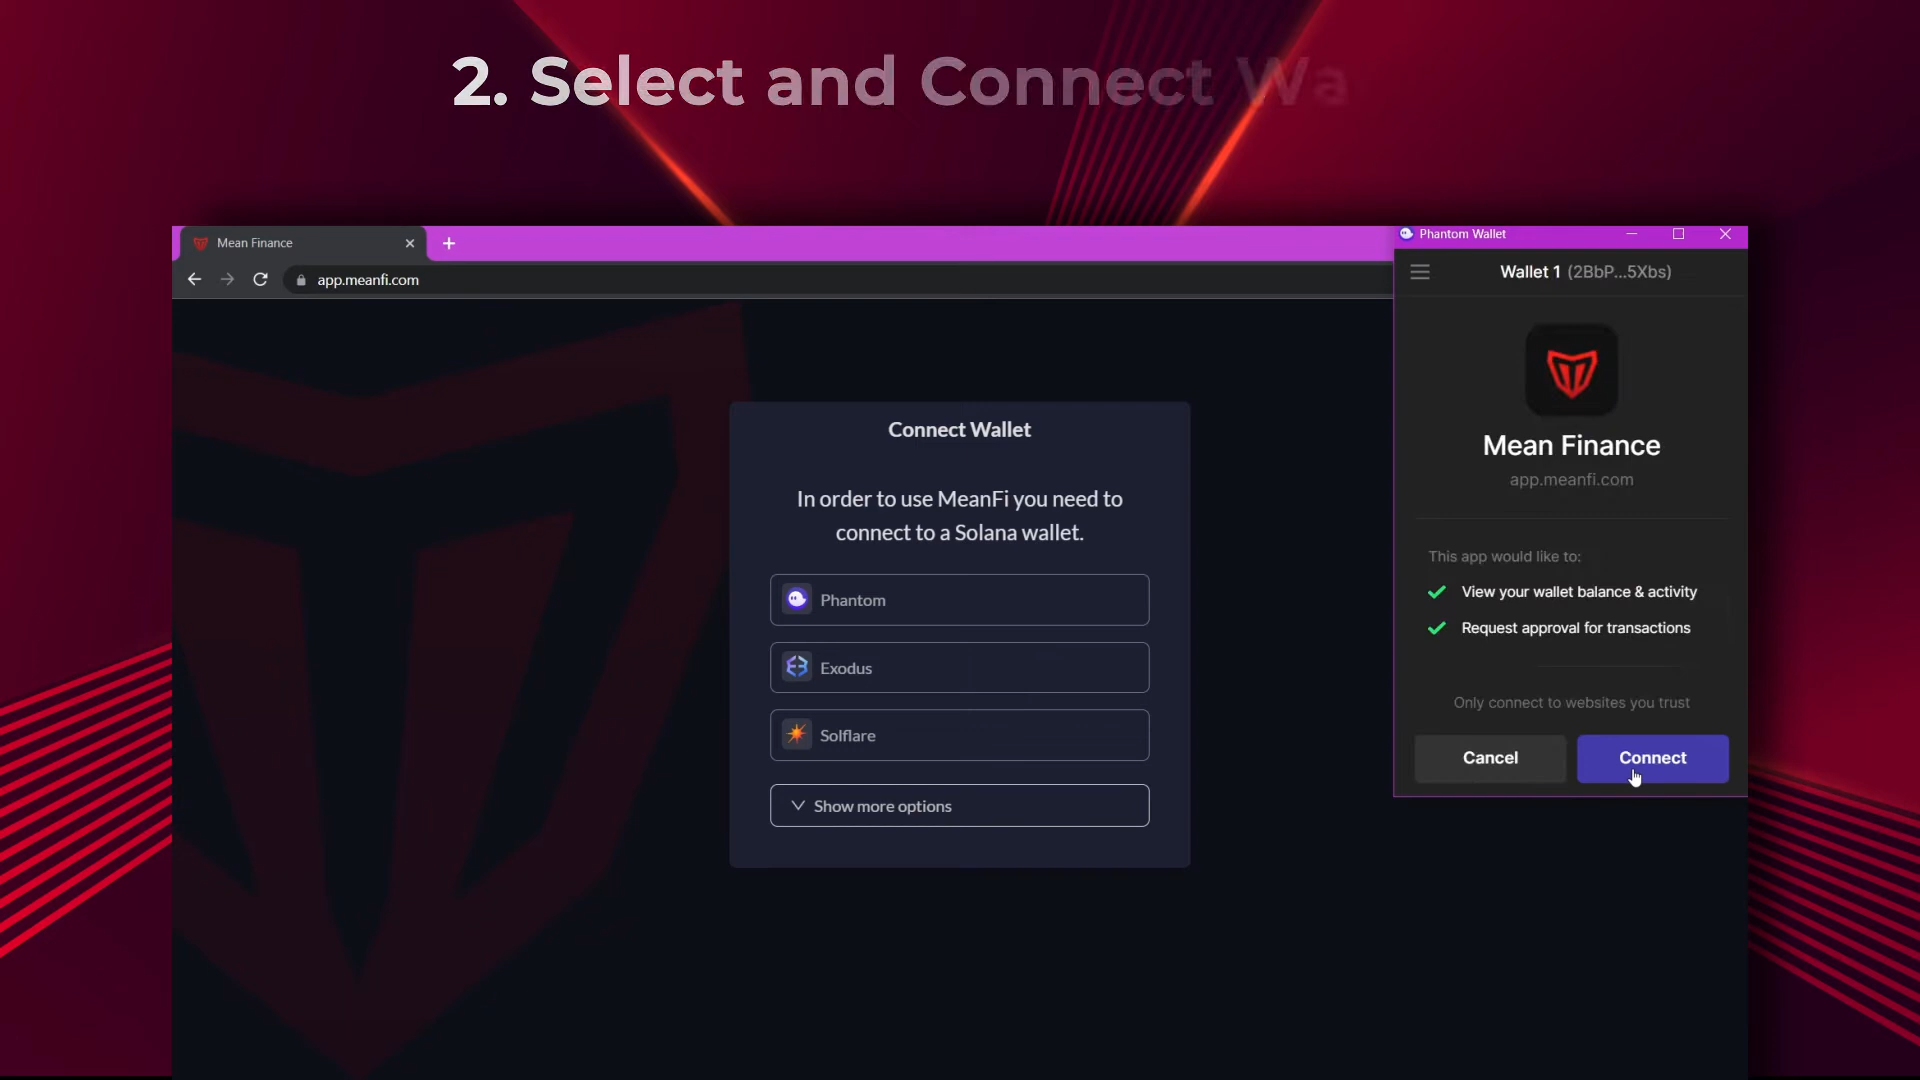 2. Select and Connect Wa
Mean Finance
app.meanfi.com
Connect Wallet
In order to use MeanFi you need to
connect to a Solana wallet.
Phantom
Exodus
Solflare
Show more options
Phantom Wallet
Wallet 1 (2BbP...5Xbs)
Mean Finance
app.meanfi.com
This app would like to:
View your wallet balance & activity
Request approval for transactions
Only connect to websites you trust
Cancel
Connect